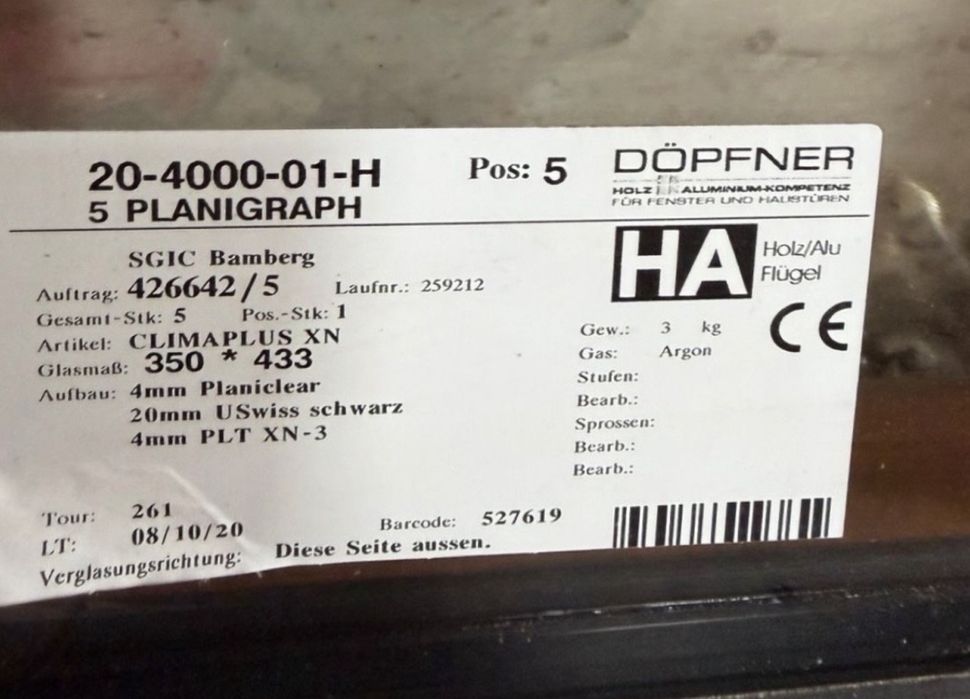 20-4000-01-H
5 PLANIGRAPH
Pos: 5
DÖPFNER
HOLZ ALUMINIUM-KOMPETENZ
FÜR FENSTER UND HAUSTÜREN
SGIC Bamberg
Auftrag: 426642/5 Laufnr.: 259212
Gesamt-Stk: 5 Pos.-Stk: 1
Artikel: CLIMAPLUS XN
Glasmaß: 350 * 433
Aufbau: 4mm Planiclear
20mm USwiss schwarz
4mm PLT XN-3
HA
Holz/Alu
Flügel
CE
Gew.: 3 kg
Gas: Argon
Stufen:
Bearb.:
Sprossen:
Bearb.:
Bearb.:
Tour: 261
LT: 08/10/20
Barcode: 527619
Verglasungsrichtung: Diese Seite aussen.